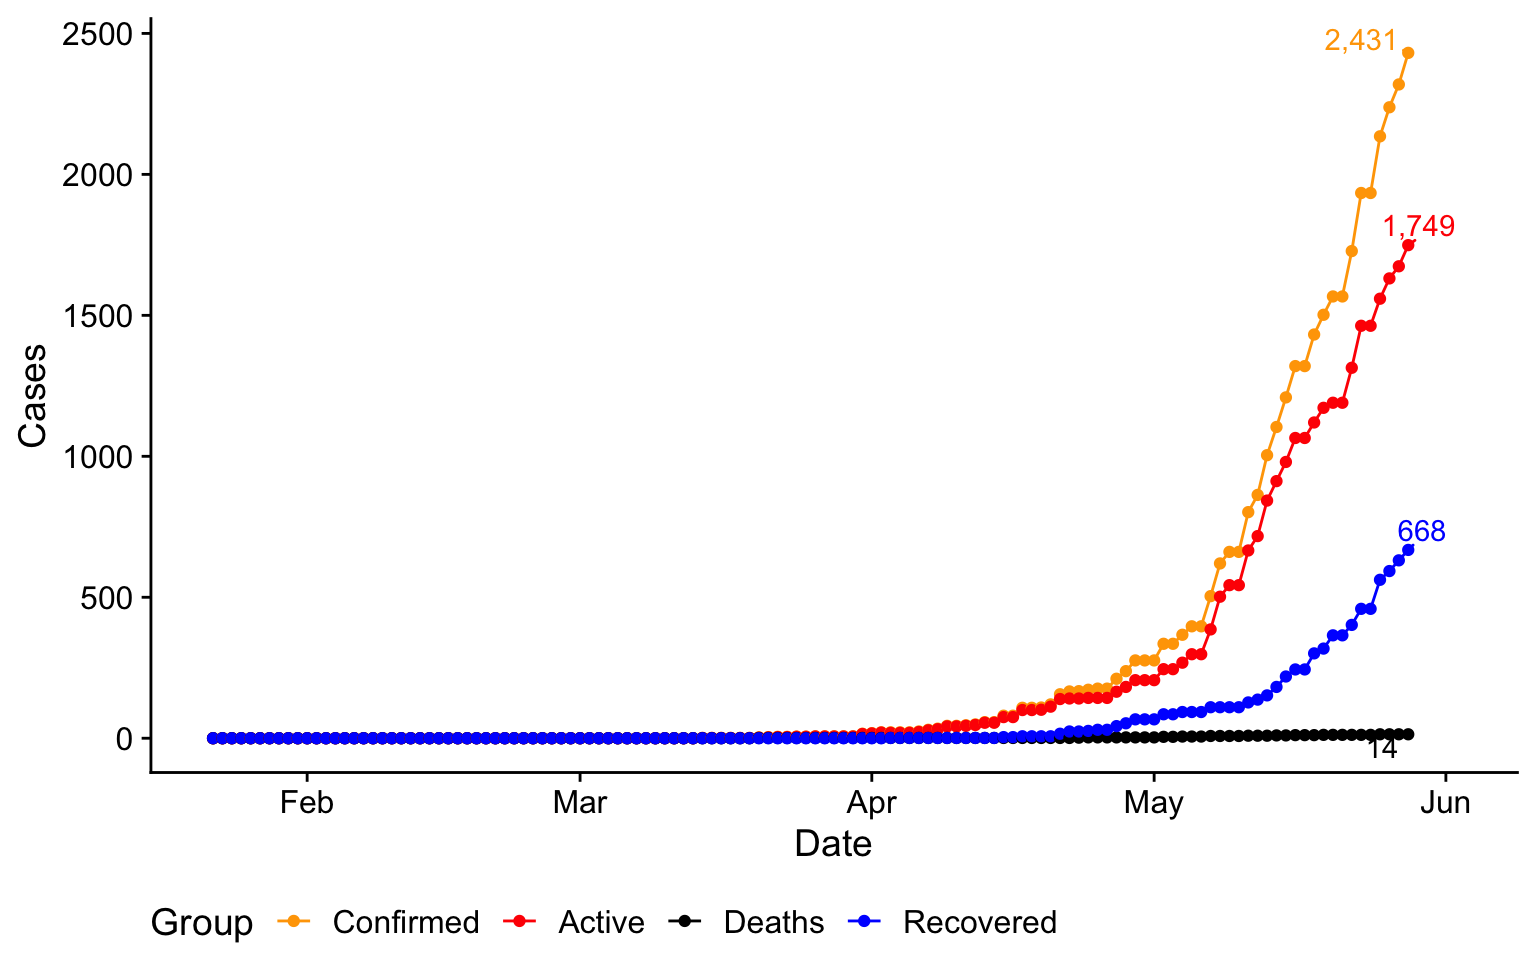 2500
2,431
2000
1,749
1500
Cases
1000
668
500
0
14
Feb Mar Apr May Jun
Date
Group Confirmed Active Deaths Recovered